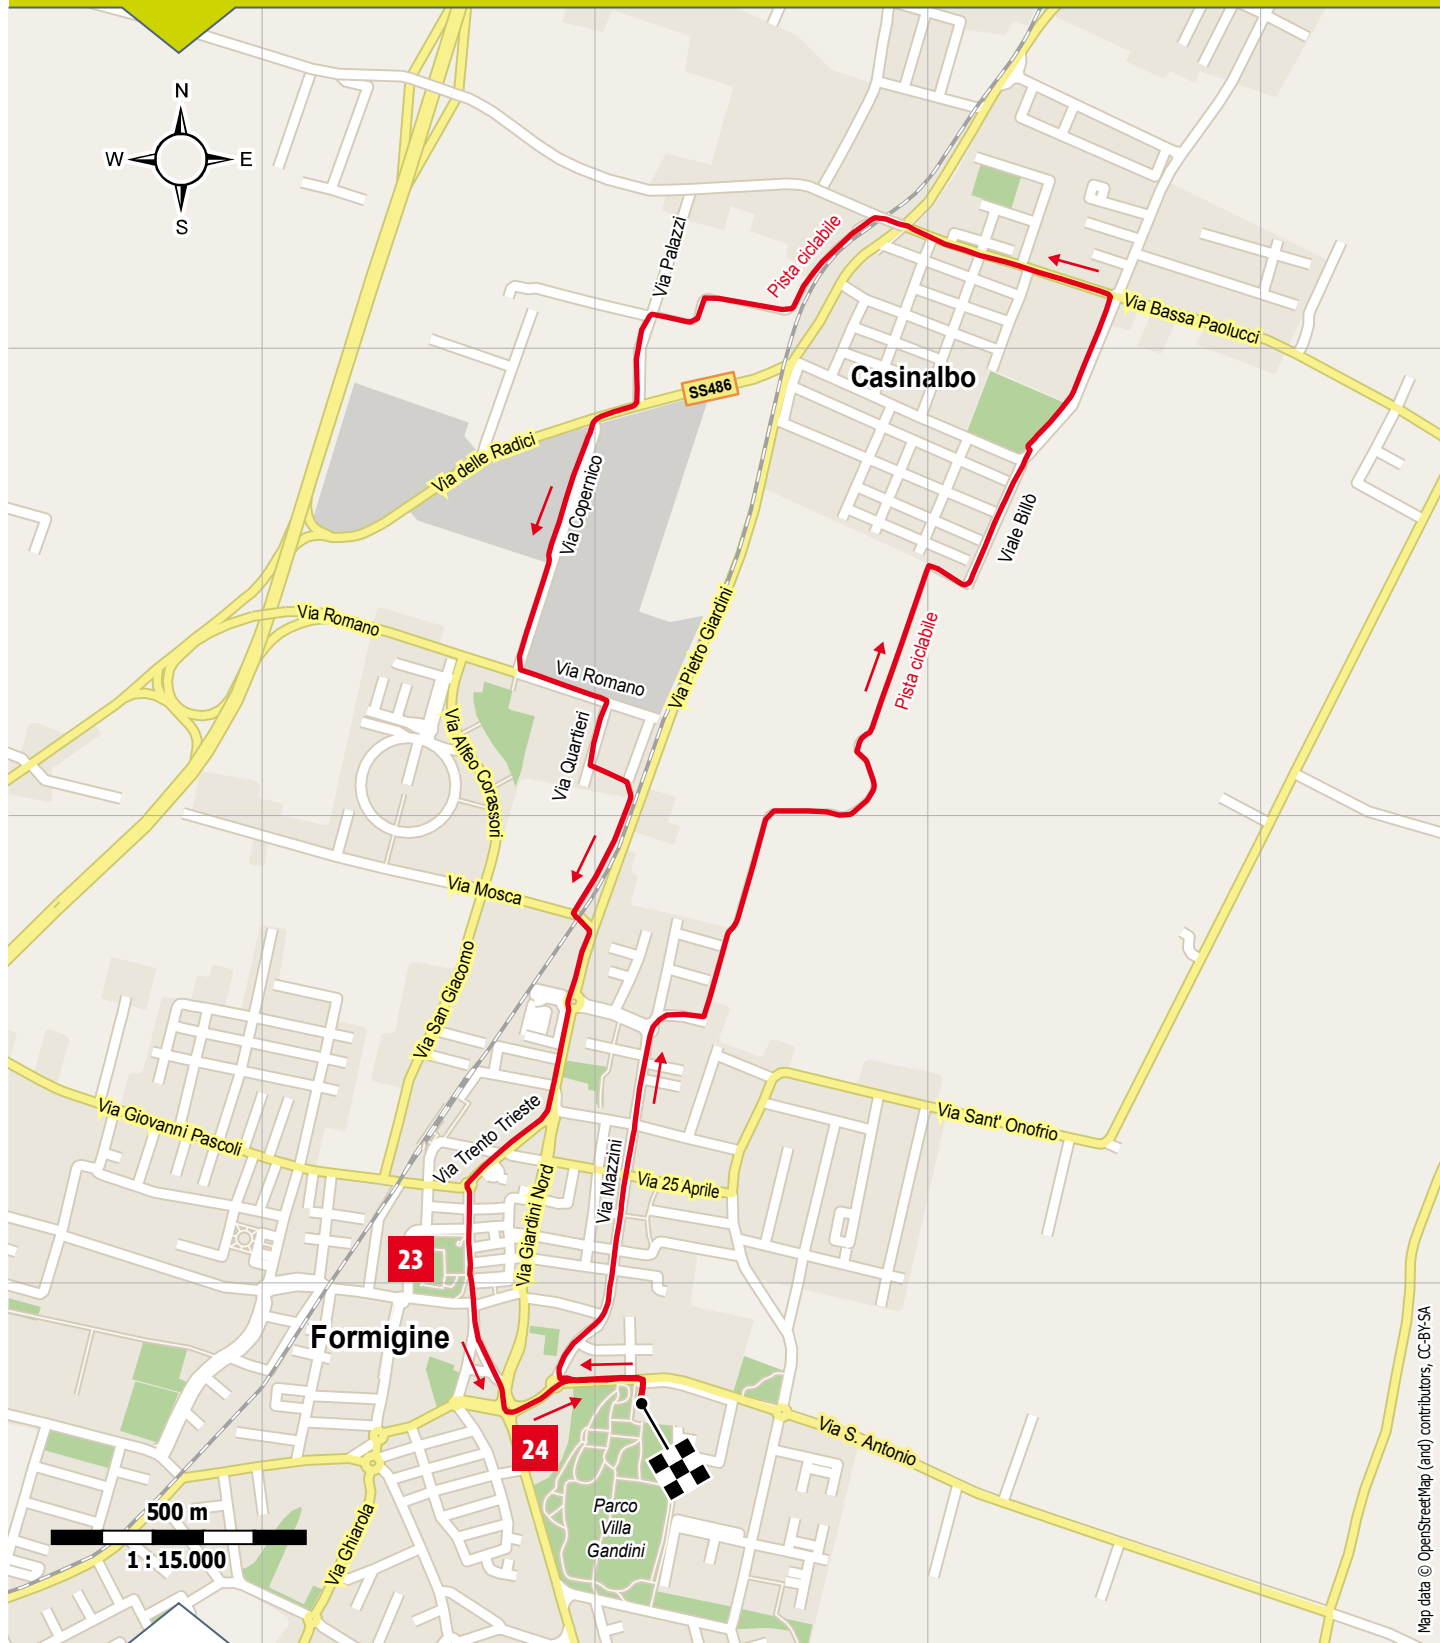 N
W
E
S
Via Palazzi
Pista ciclabile
Via Bassa Paolucci
SS486
Casinalbo
Via delle Radici
Via Copernico
Viale Billò
Via Romano
Via Pietro Giardini
Pista ciclabile
Via Romano
Via Quartieri
Via Alfeo Corassori
Via Mosca
Via San Giacomo
Via Giovanni Pascoli
Via Trento Trieste
Via Sant' Onofrio
Via Mazzini
Via 25 Aprile
Via Giardini Nord
23
Formigine
24
Via S. Antonio
Parco
Villa
Gandini
Via Ghiarola
500 m
1 : 15.000
Map data © OpenStreetMap (and) contributors, CC-BY-SA